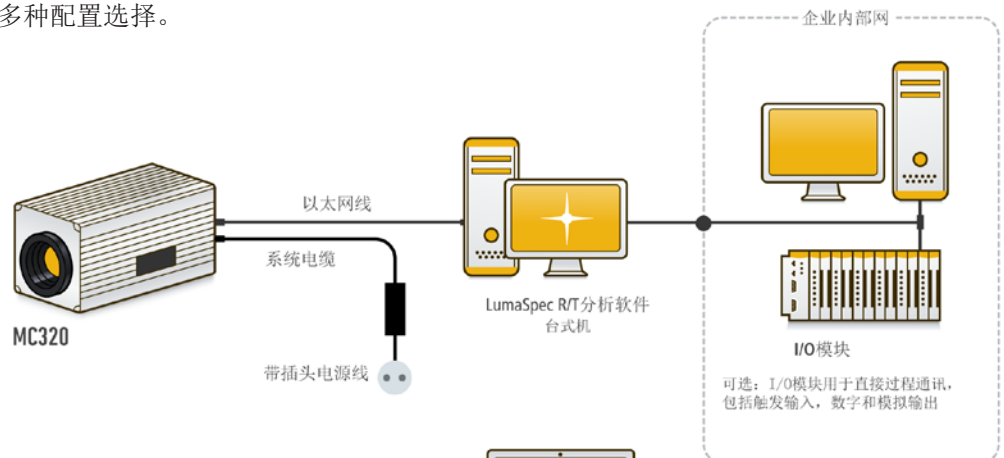 多种配置选择。
企业内部网
以太网线
系统电缆
LumaSpec R/T分析软件
台式机
MC320
带插头电源线
I/O模块
可选：I/O模块用于直接过程通讯，
包括触发输入，数字和模拟输出